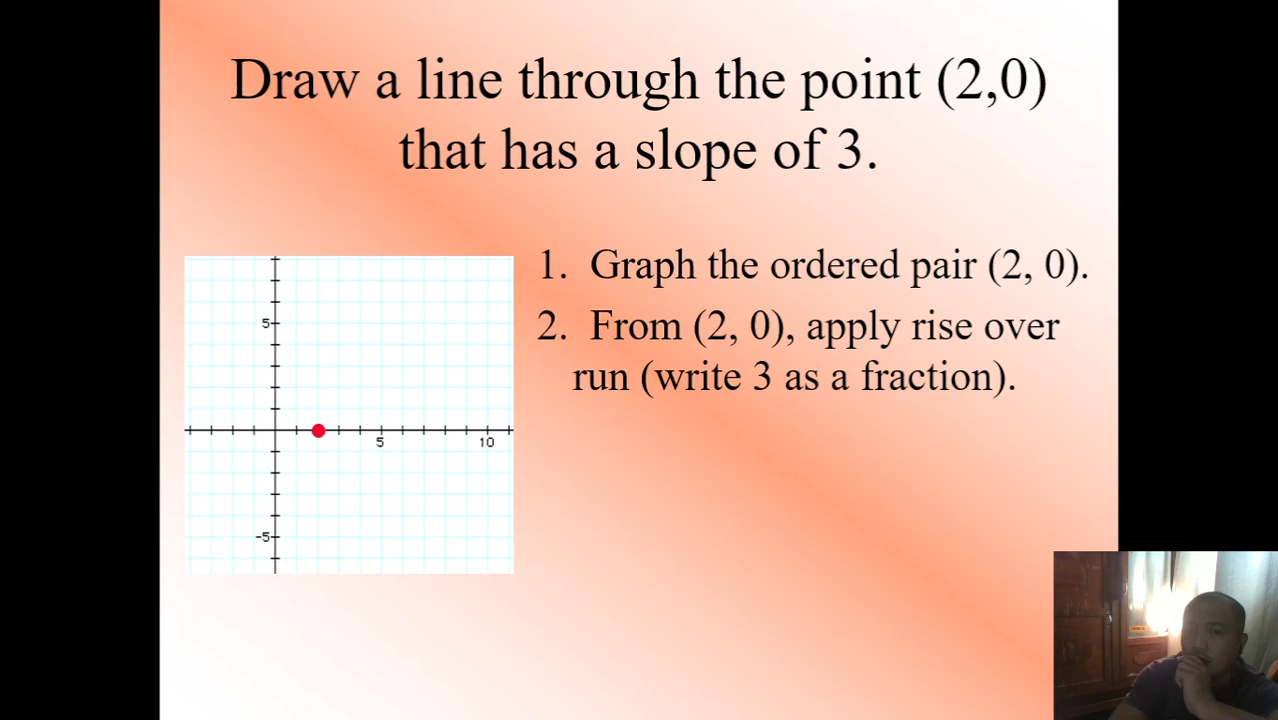 Draw a line through the point (2,0)
that has a slope of 3.
1. Graph the ordered pair (2, 0).
2. From (2, 0), apply rise over
run (write 3 as a fraction).
5
5
10
-5